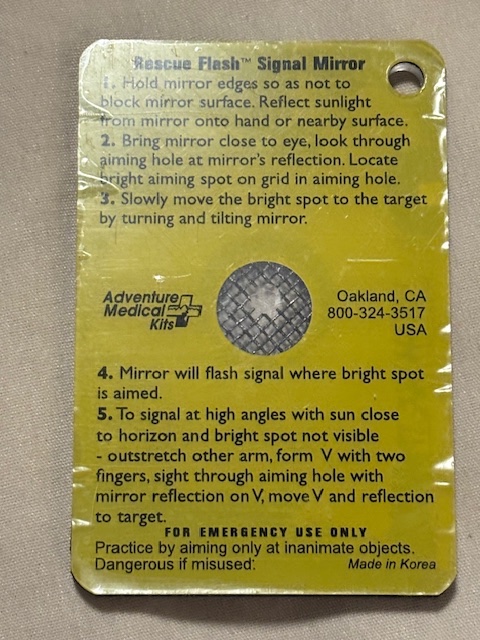 Rescue Flash™ Signal Mirror
1. Hold mirror edges so as not to
block mirror surface. Reflect sunlight
from mirror onto hand or nearby surface.
2. Bring mirror close to eye, look through
aiming hole at mirror's reflection. Locate
bright aiming spot on grid in aiming hole.
3. Slowly move the bright spot to the target
by turning and tilting mirror.
Adventure
Medical
Kits
Oakland, CA
800-324-3517
USA
4. Mirror will flash signal where bright spot
is aimed.
5. To signal at high angles with sun close
to horizon and bright spot not visible
- outstretch other arm, form V with two
fingers, sight through aiming hole with
mirror reflection on V, move V and reflection
to target.
FOR EMERGENCY USE ONLY
Practice by aiming only at inanimate objects.
Dangerous if misused.
Made in Korea